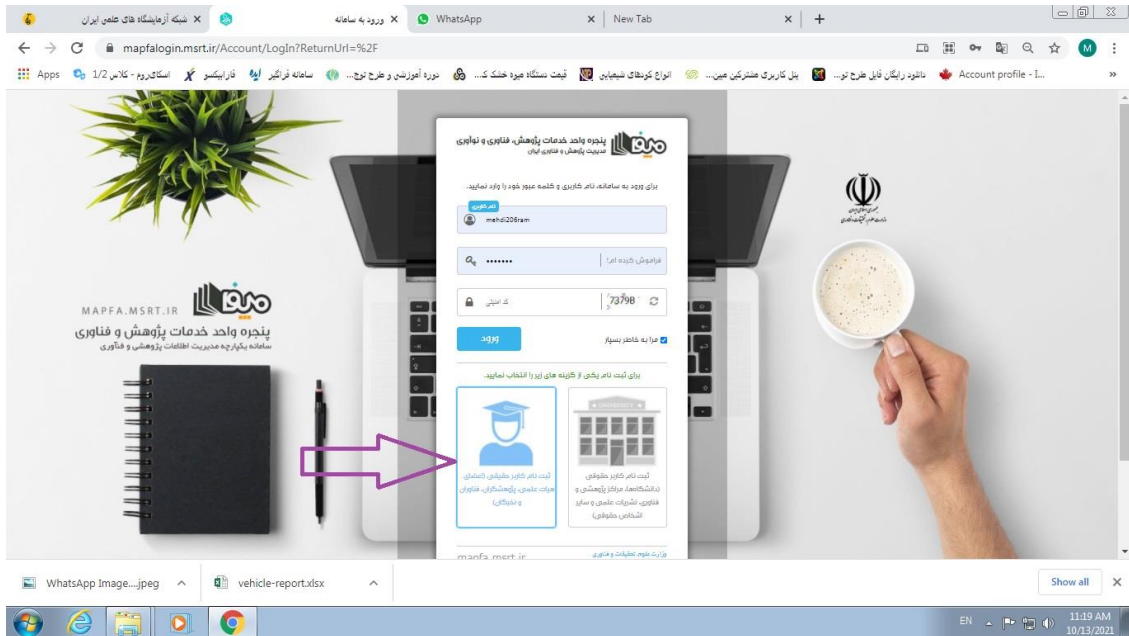 شبکه آزمایشگاه های علمی ایران
ورود به سامانه
WhatsApp
New Tab
mapfalogin.msrt.ir/Account/LogIn?ReturnUrl=%2F
M
Apps
اسکای‌روم - کلاس 1/2
فارابیکسر
سامانه فراگیر
دوره آموزشی و طرح توج...
قیمت دستگاه میوه خشک ک...
انواع کودهای شیمیایی
پنل کاربری مشترکین مبین...
دانلود رایگان فایل طرح تو...
Account profile - I...
»
پنجره واحد خدمات پژوهش، فناوری و نوآوری
مدیریت پژوهش و فناوری ایران
برای ورود به سامانه، نام کاربری و کلمه عبور خود را وارد نمایید.
نام کاربری
mehdi206ram
•••••••
فراموش کرده ام!
کد امنیتی
7379B
ورود
مرا به خاطر بسپار
برای ثبت نام یکی از گزینه های زیر را انتخاب نمایید.
UNIVERSITY
ثبت نام کاربر حقوقی
(دانشگاهها، مراکز پژوهشی و
فناوری، نشریات علمی و سایر
اشخاص حقوقی)
ثبت نام کاربر حقیقی (اعضای
هیات علمی، پژوهشگران، فناوران
و نخبگان)
وزارت علوم، تحقیقات و فناوری
mapfa.msrt.ir
MAPFA.MSRT.IR
پنجره واحد خدمات پژوهش و فناوری
سامانه یکپارچه مدیریت اطلاعات پژوهشی و فنآوری
WhatsApp Image....jpeg
vehicle-report.xlsx
Show all
EN
11:19 AM
10/13/2021